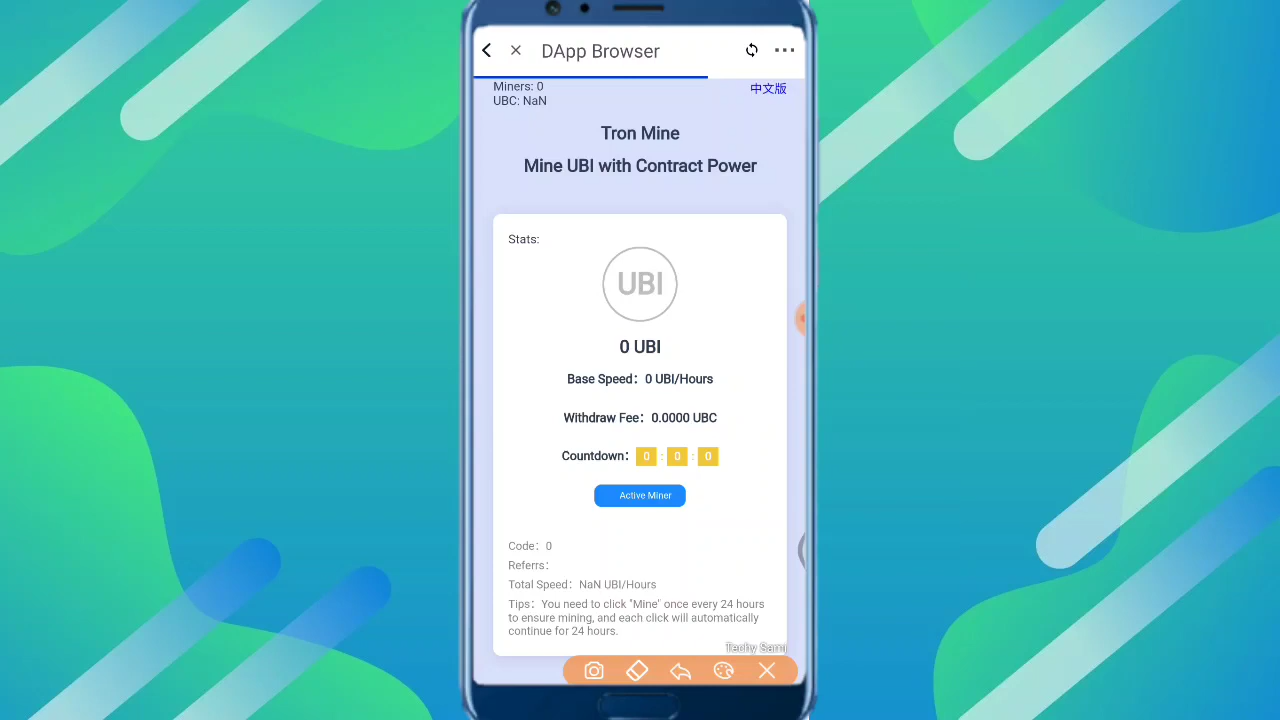 DApp Browser
Miners: 0
中文版
UBC: NaN
Tron Mine
Mine UBI with Contract Power
Stats:
UBI
0 UBI
Base Speed：0 UBI/Hours
Withdraw Fee：0.0000 UBC
Countdown：0 : 0 : 0
Active Miner
Code：0
Referrs：
Total Speed：NaN UBI/Hours
Tips：You need to click "Mine" once every 24 hours
to ensure mining, and each click will automatically
continue for 24 hours.
Techy Samj